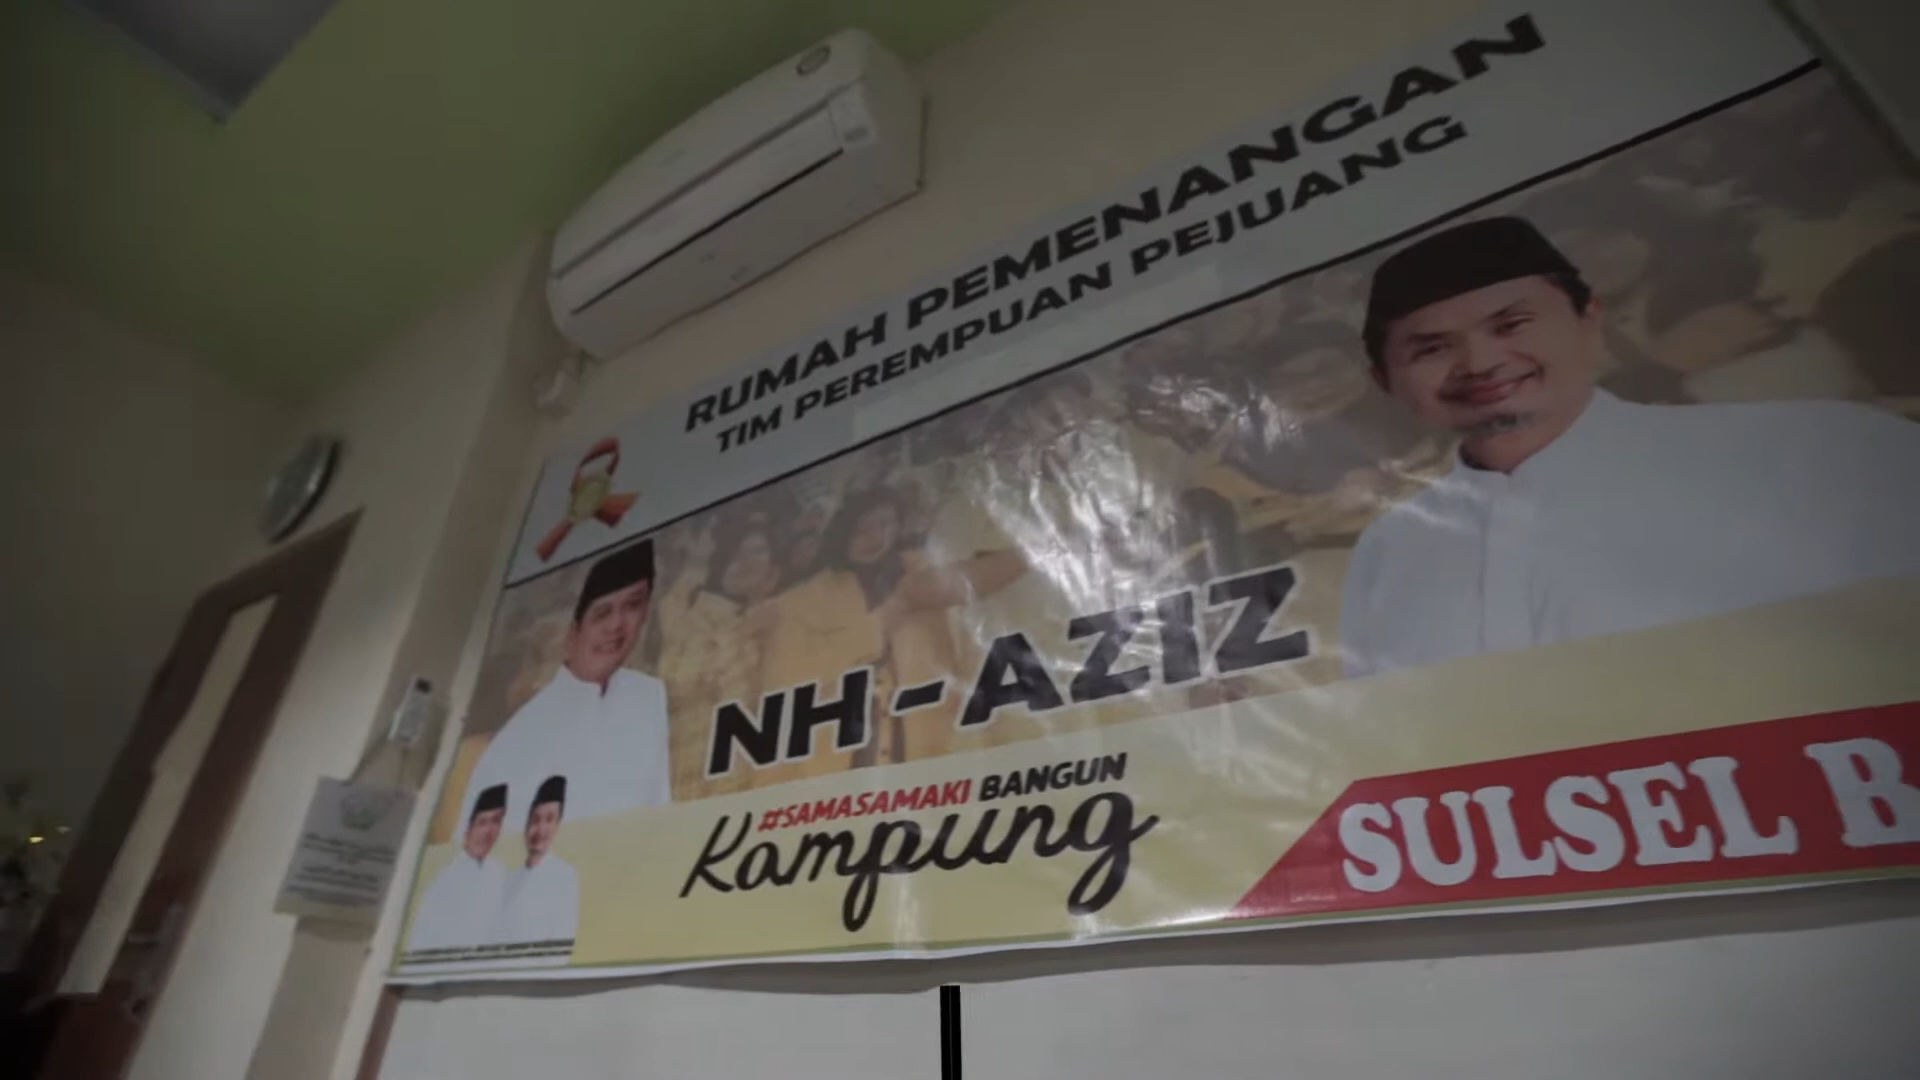 RUMAH PEMENANGAN
TIM PEREMPUAN PEJUANG
NH-AZIZ
#SAMASAMAKI BANGUN
Kampung
SULSEL B